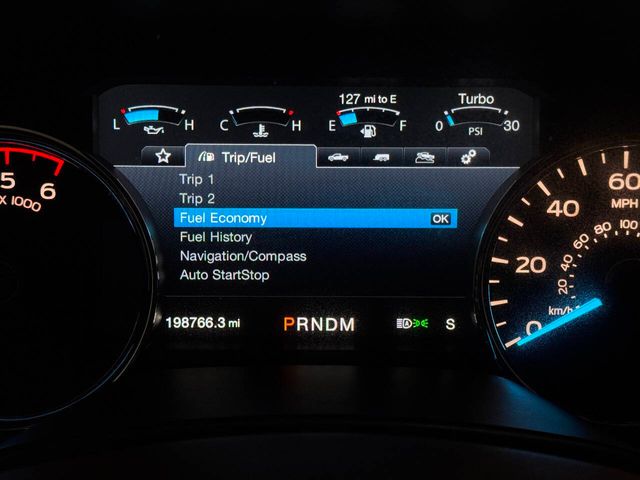 127 mi to E
Turbo
L H
C H
E F
0 30
PSI
Trip/Fuel
Trip 1
Trip 2
Fuel Economy OK
Fuel History
Navigation/Compass
Auto StartStop
198766.3 mi
PRNDM
A
S
5 6
X 1000
0 20 40 60
MPH
20 40 60 80 100
km/h